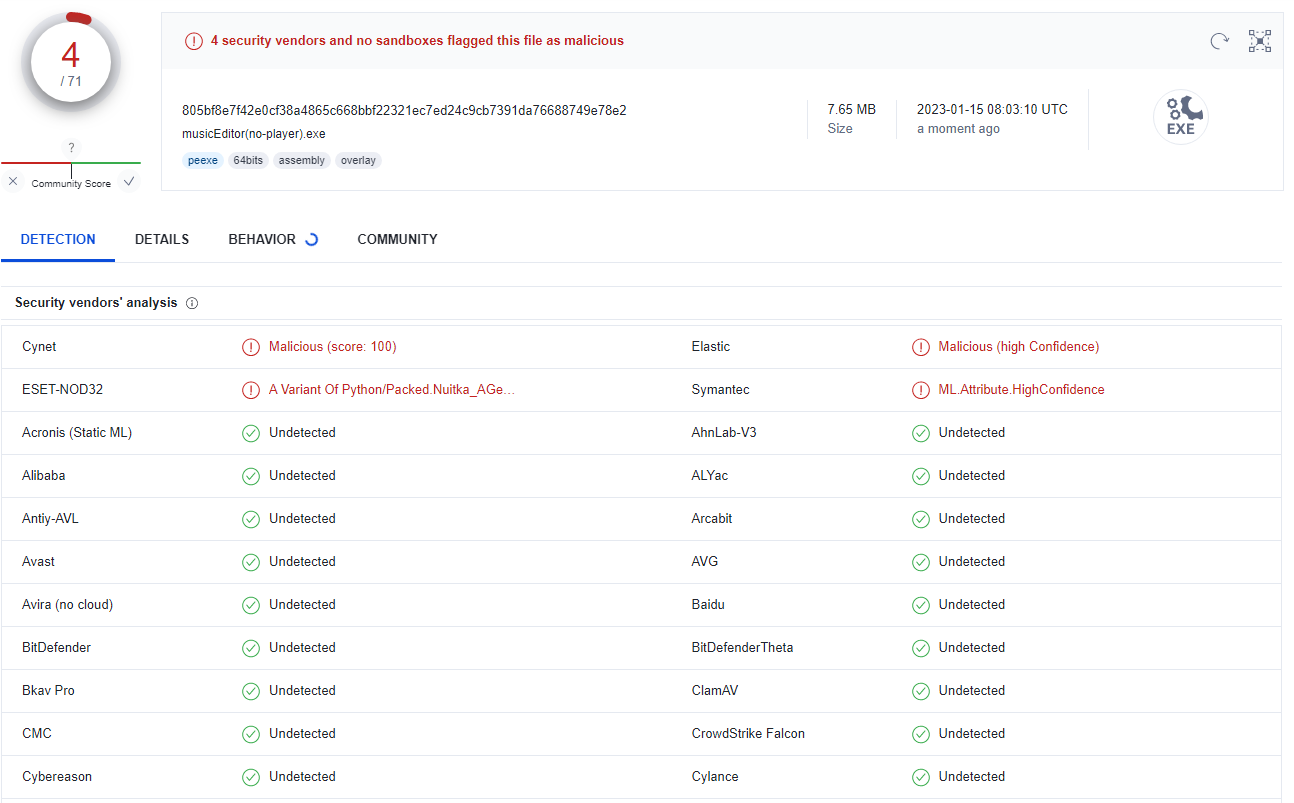 4
/ 71
?
Community Score
4 security vendors and no sandboxes flagged this file as malicious
805bf8e7f42e0cf38a4865c668bbf22321ec7ed24c9cb7391da76688749e78e2
musicEditor(no-player).exe
peexe 64bits assembly overlay
7.65 MB
Size
2023-01-15 08:03:10 UTC
a moment ago
EXE
DETECTION DETAILS BEHAVIOR COMMUNITY
Security vendors' analysis
Cynet Malicious (score: 100) Elastic Malicious (high Confidence)
ESET-NOD32 A Variant Of Python/Packed.Nuitka_AGe... Symantec ML.Attribute.HighConfidence
Acronis (Static ML) Undetected AhnLab-V3 Undetected
Alibaba Undetected ALYac Undetected
Antiy-AVL Undetected Arcabit Undetected
Avast Undetected AVG Undetected
Avira (no cloud) Undetected Baidu Undetected
BitDefender Undetected BitDefenderTheta Undetected
Bkav Pro Undetected ClamAV Undetected
CMC Undetected CrowdStrike Falcon Undetected
Cybereason Undetected Cylance Undetected